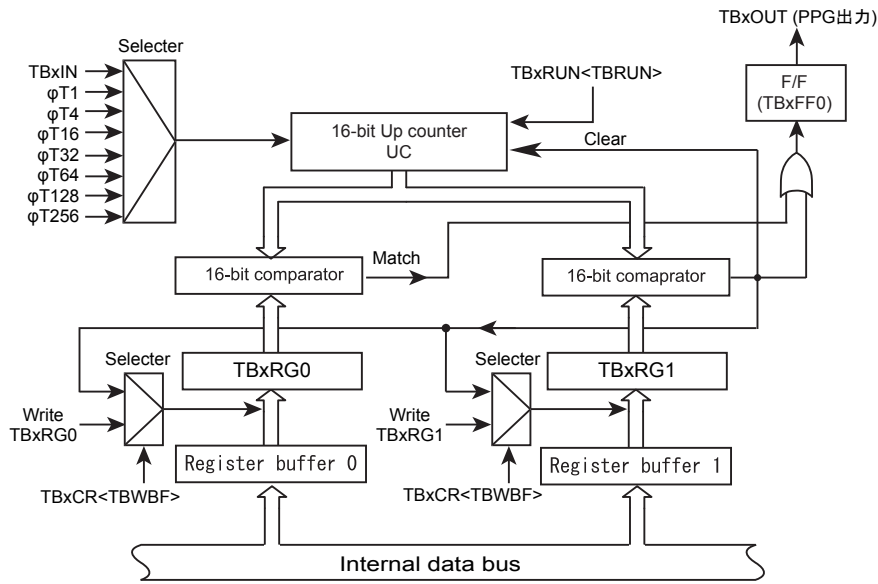 TBxOUT (PPG出力)
Selecter
TBxIN
φT1
φT4
φT16
φT32
φT64
φT128
φT256
TBxRUN<TBRUN>
F/F
(TBxFF0)
16-bit Up counter
UC
Clear
16-bit comparator
Match
16-bit comaprator
Selecter
TBxRG0
Selecter
TBxRG1
Write
TBxRG0
Write
TBxRG1
Register buffer 0
Register buffer 1
TBxCR<TBWBF>
TBxCR<TBWBF>
Internal data bus